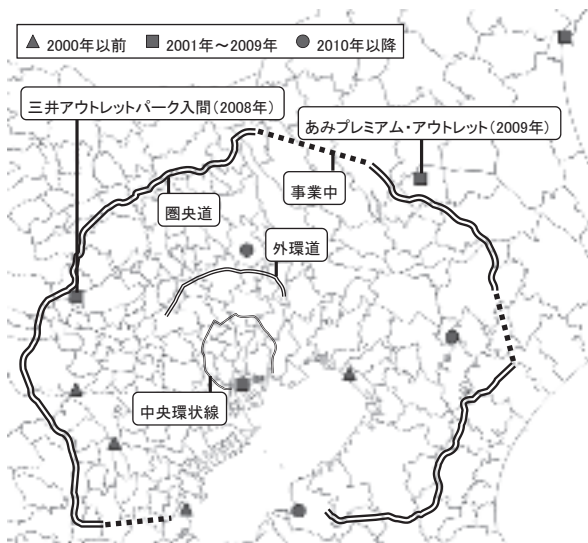 2000年以前 2001年～2009年 2010年以降
三井アウトレットパーク入間(2008年)
あみプレミアム・アウトレット(2009年)
事業中
圏央道
外環道
中央環状線